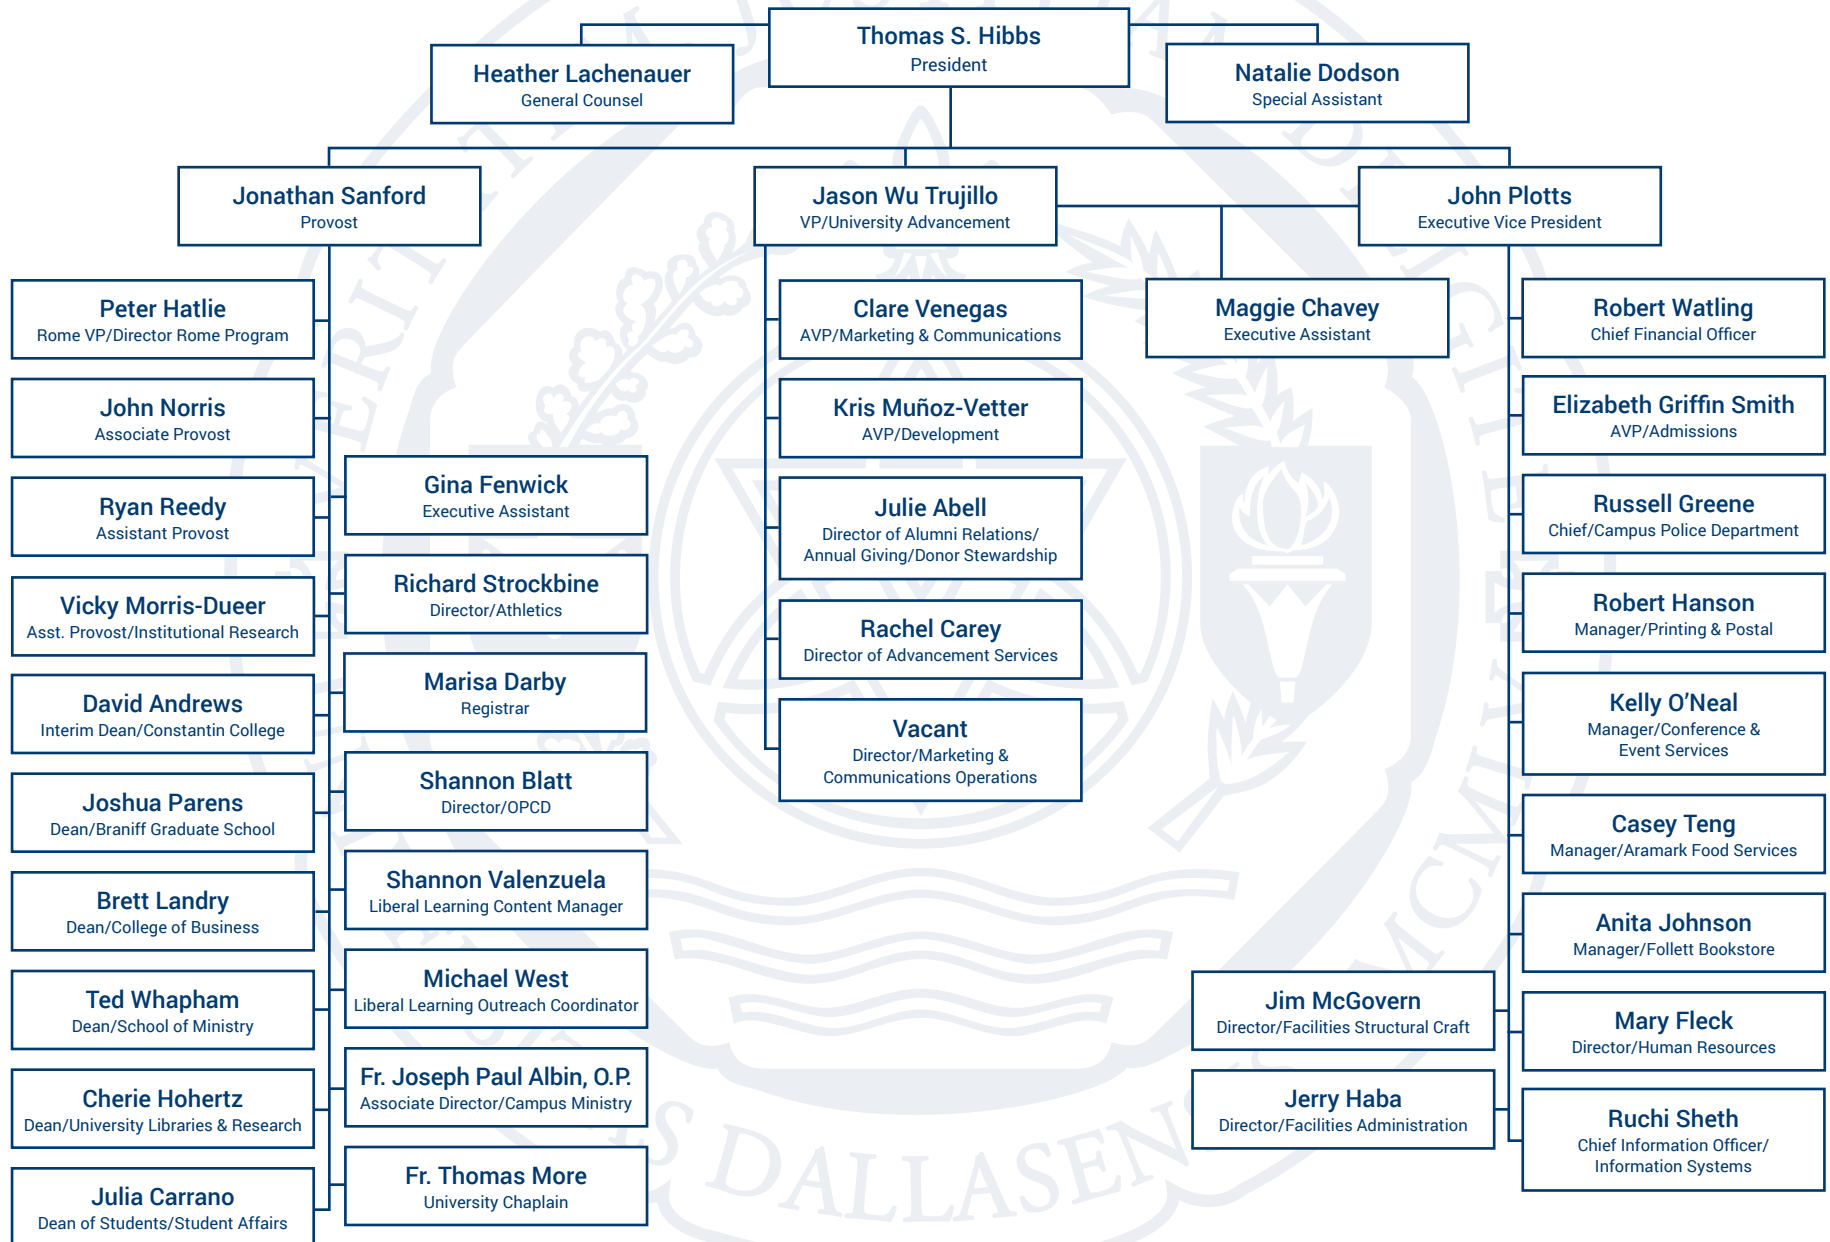 Thomas S. Hibbs
President
Heather Lachenauer
General Counsel
Natalie Dodson
Special Assistant
Jonathan Sanford
Provost
Jason Wu Trujillo
VP/University Advancement
John Plotts
Executive Vice President
Peter Hatlie
Rome VP/Director Rome Program
John Norris
Associate Provost
Ryan Reedy
Assistant Provost
Vicky Morris-Dueer
Asst. Provost/Institutional Research
David Andrews
Interim Dean/Constantin College
Joshua Parens
Dean/Braniff Graduate School
Brett Landry
Dean/College of Business
Ted Whapham
Dean/School of Ministry
Cherie Hohertz
Dean/University Libraries & Research
Julia Carrano
Dean of Students/Student Affairs
Gina Fenwick
Executive Assistant
Richard Strockbine
Director/Athletics
Marisa Darby
Registrar
Shannon Blatt
Director/OPCD
Shannon Valenzuela
Liberal Learning Content Manager
Michael West
Liberal Learning Outreach Coordinator
Fr. Joseph Paul Albin, O.P.
Associate Director/Campus Ministry
Fr. Thomas More
University Chaplain
Clare Venegas
AVP/Marketing & Communications
Kris Muñoz-Vetter
AVP/Development
Julie Abell
Director of Alumni Relations/
Annual Giving/Donor Stewardship
Rachel Carey
Director of Advancement Services
Vacant
Director/Marketing &
Communications Operations
Maggie Chavey
Executive Assistant
Robert Watling
Chief Financial Officer
Elizabeth Griffin Smith
AVP/Admissions
Russell Greene
Chief/Campus Police Department
Robert Hanson
Manager/Printing & Postal
Kelly O’Neal
Manager/Conference &
Event Services
Casey Teng
Manager/Aramark Food Services
Anita Johnson
Manager/Follett Bookstore
Jim McGovern
Director/Facilities Structural Craft
Mary Fleck
Director/Human Resources
Jerry Haba
Director/Facilities Administration
Ruchi Sheth
Chief Information Officer/
Information Systems